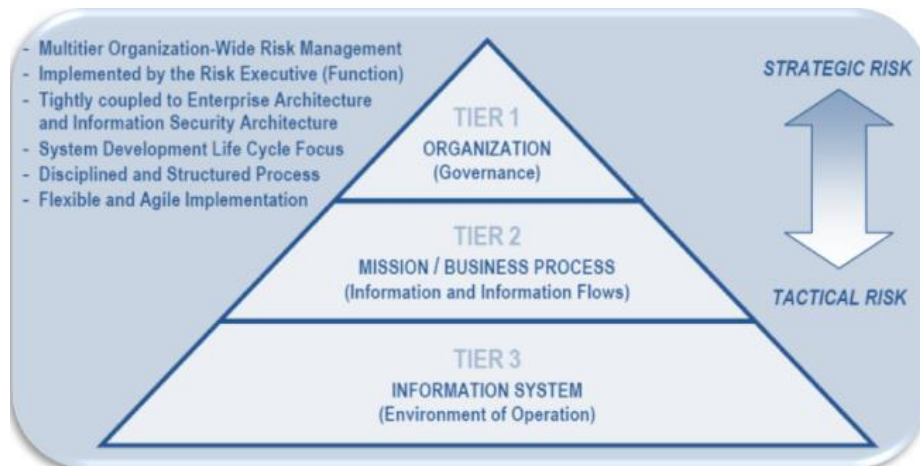 - Multitier Organization-Wide Risk Management
- Implemented by the Risk Executive (Function)
- Tightly coupled to Enterprise Architecture
and Information Security Architecture
- System Development Life Cycle Focus
- Disciplined and Structured Process
- Flexible and Agile Implementation
TIER 1
ORGANIZATION
(Governance)
TIER 2
MISSION / BUSINESS PROCESS
(Information and Information Flows)
TIER 3
INFORMATION SYSTEM
(Environment of Operation)
STRATEGIC RISK
TACTICAL RISK